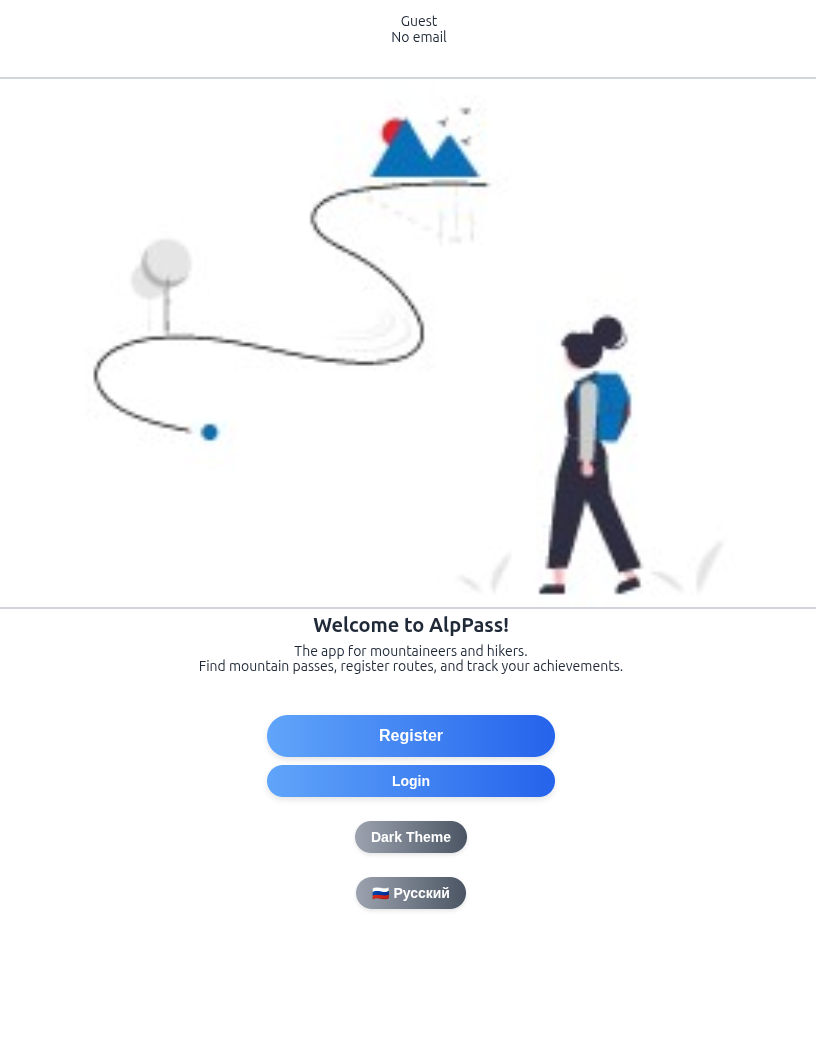 Guest
No email
Welcome to AlpPass!
The app for mountaineers and hikers.
Find mountain passes, register routes, and track your achievements.
Register
Login
Dark Theme
🇷🇺 Русский